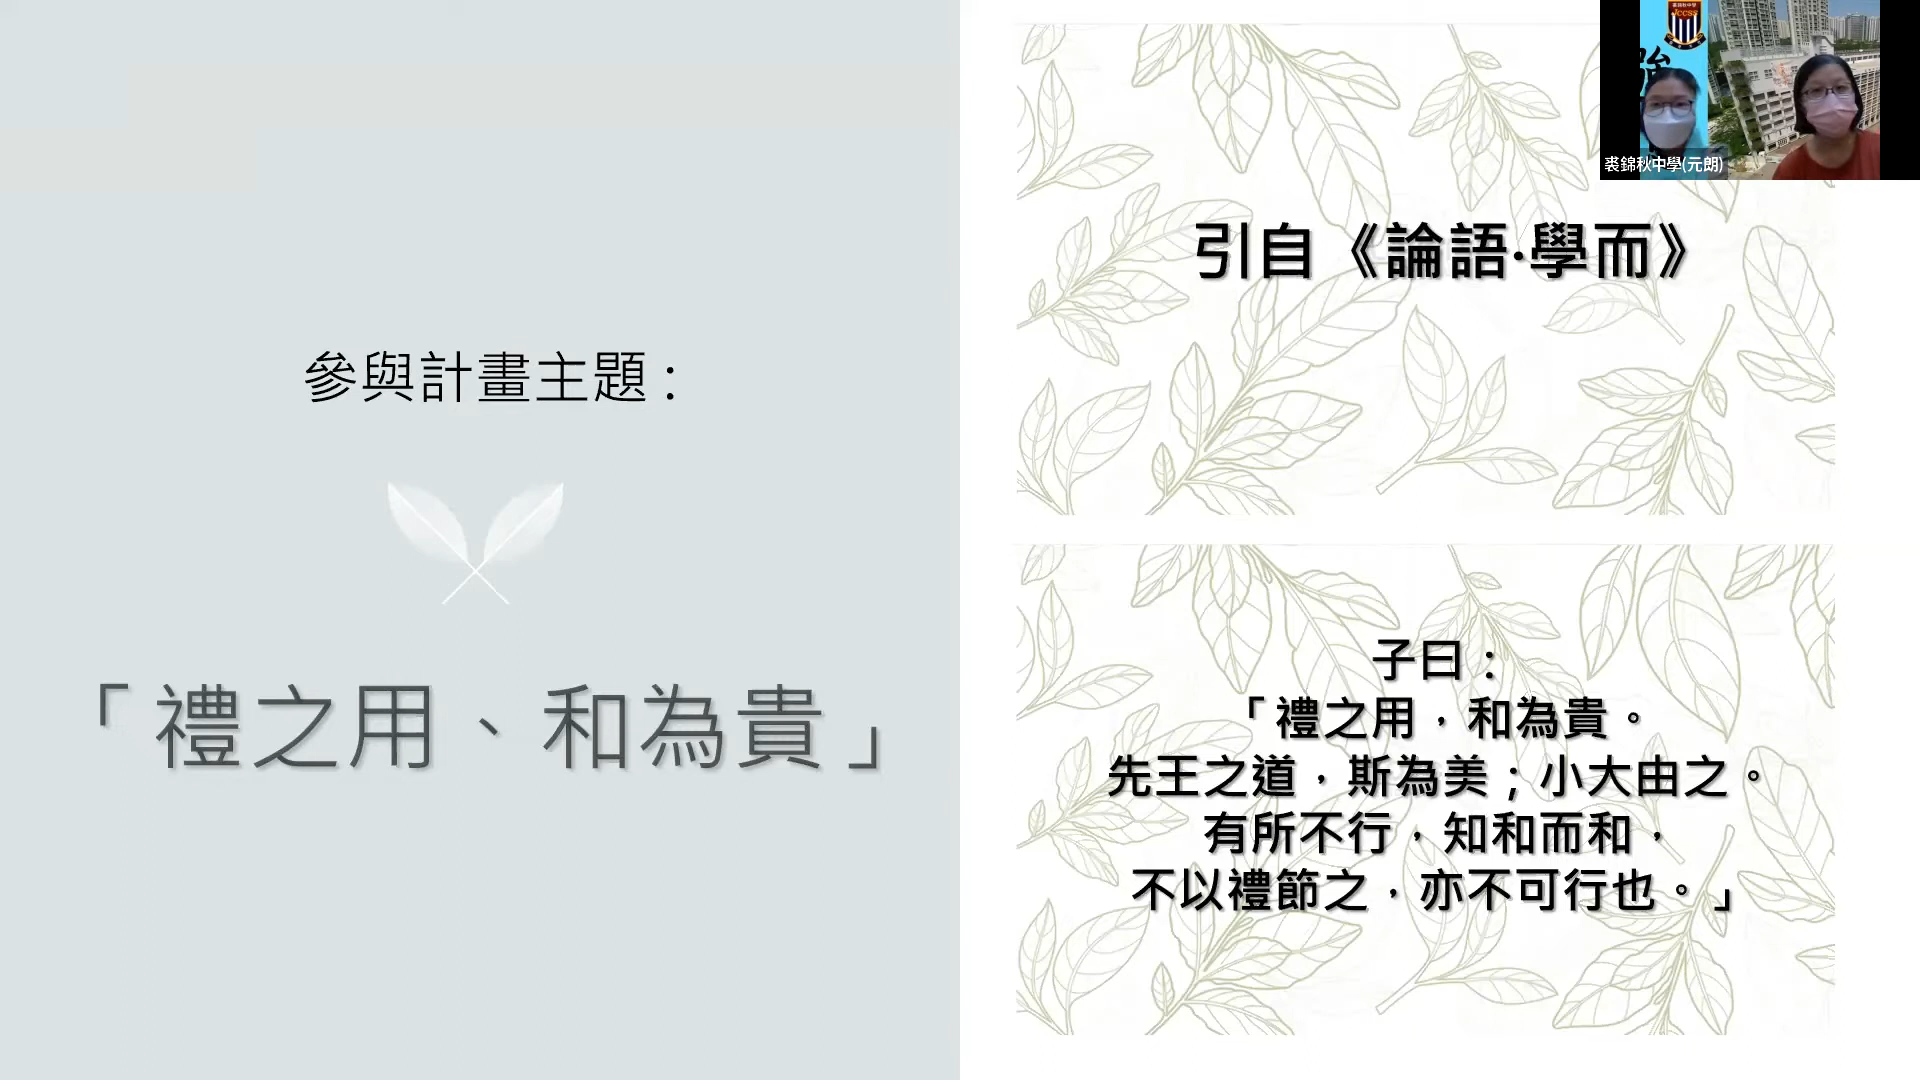 參與計畫主題:
「禮之用、和為貴」
引自《論語·學而》
子曰:
「禮之用,和為貴。
先王之道,斯為美;小大由之。
有所不行,知和而和,
不以禮節之,亦不可行也。」
裘錦秋中學(元朗)
JCCSS